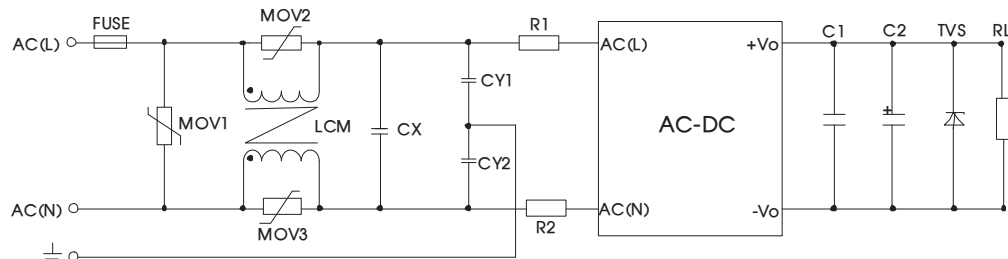 FUSE
MOV2
R1
C1
C2
TVS
RL
AC(L)
AC(L)
+Vo
CY1
MOV1
LCM
CX
AC-DC
+
CY2
AC(N)
AC(N)
-Vo
MOV3
R2